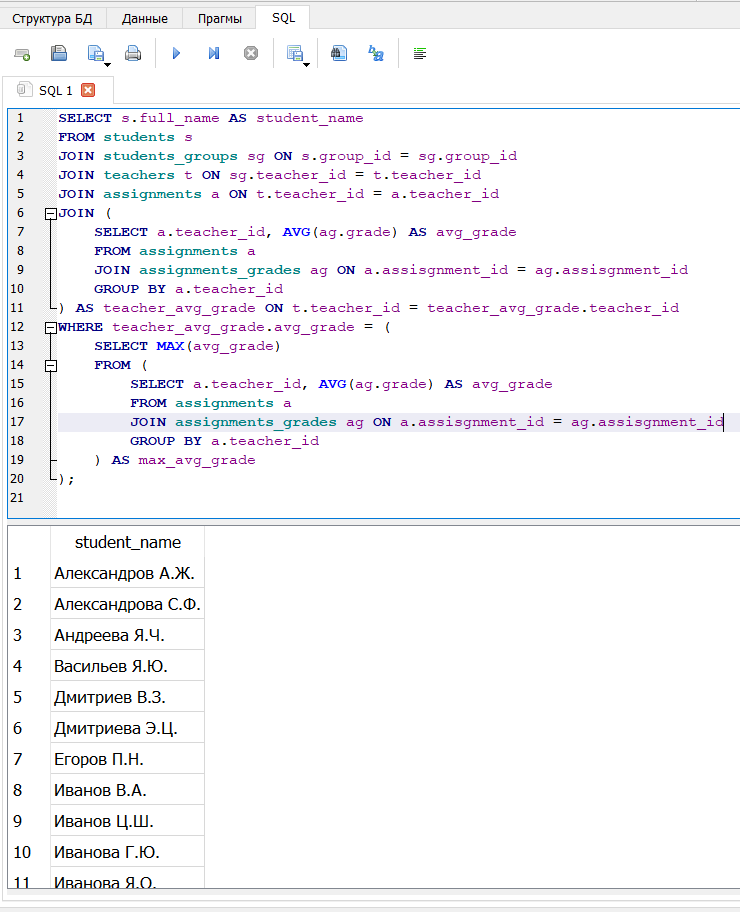 Структура БД Данные Прагмы SQL
SQL 1
1 SELECT s.full_name AS student_name
2 FROM students s
3 JOIN students_groups sg ON s.group_id = sg.group_id
4 JOIN teachers t ON sg.teacher_id = t.teacher_id
5 JOIN assignments a ON t.teacher_id = a.teacher_id
6 JOIN (
7 SELECT a.teacher_id, AVG(ag.grade) AS avg_grade
8 FROM assignments a
9 JOIN assignments_grades ag ON a.assisgnment_id = ag.assisgnment_id
10 GROUP BY a.teacher_id
11 ) AS teacher_avg_grade ON t.teacher_id = teacher_avg_grade.teacher_id
12 WHERE teacher_avg_grade.avg_grade = (
13 SELECT MAX(avg_grade)
14 FROM (
15 SELECT a.teacher_id, AVG(ag.grade) AS avg_grade
16 FROM assignments a
17 JOIN assignments_grades ag ON a.assisgnment_id = ag.assisgnment_id
18 GROUP BY a.teacher_id
19 ) AS max_avg_grade
20 );
21
student_name
1 Александров А.Ж.
2 Александрова С.Ф.
3 Андреева Я.Ч.
4 Васильев Я.Ю.
5 Дмитриев В.З.
6 Дмитриева Э.Ц.
7 Егоров П.Н.
8 Иванов В.А.
9 Иванов Ц.Ш.
10 Иванова Г.Ю.
11 Иванова Я.О.